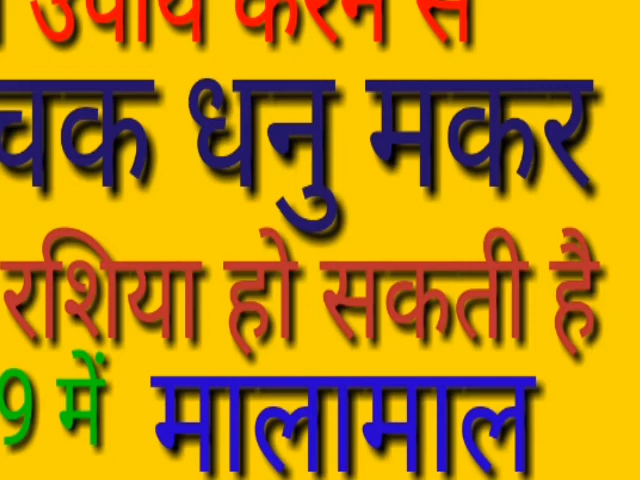 उपाय करने से
चक धनु मकर
रशिया हो सकती है
9 में मालामाल